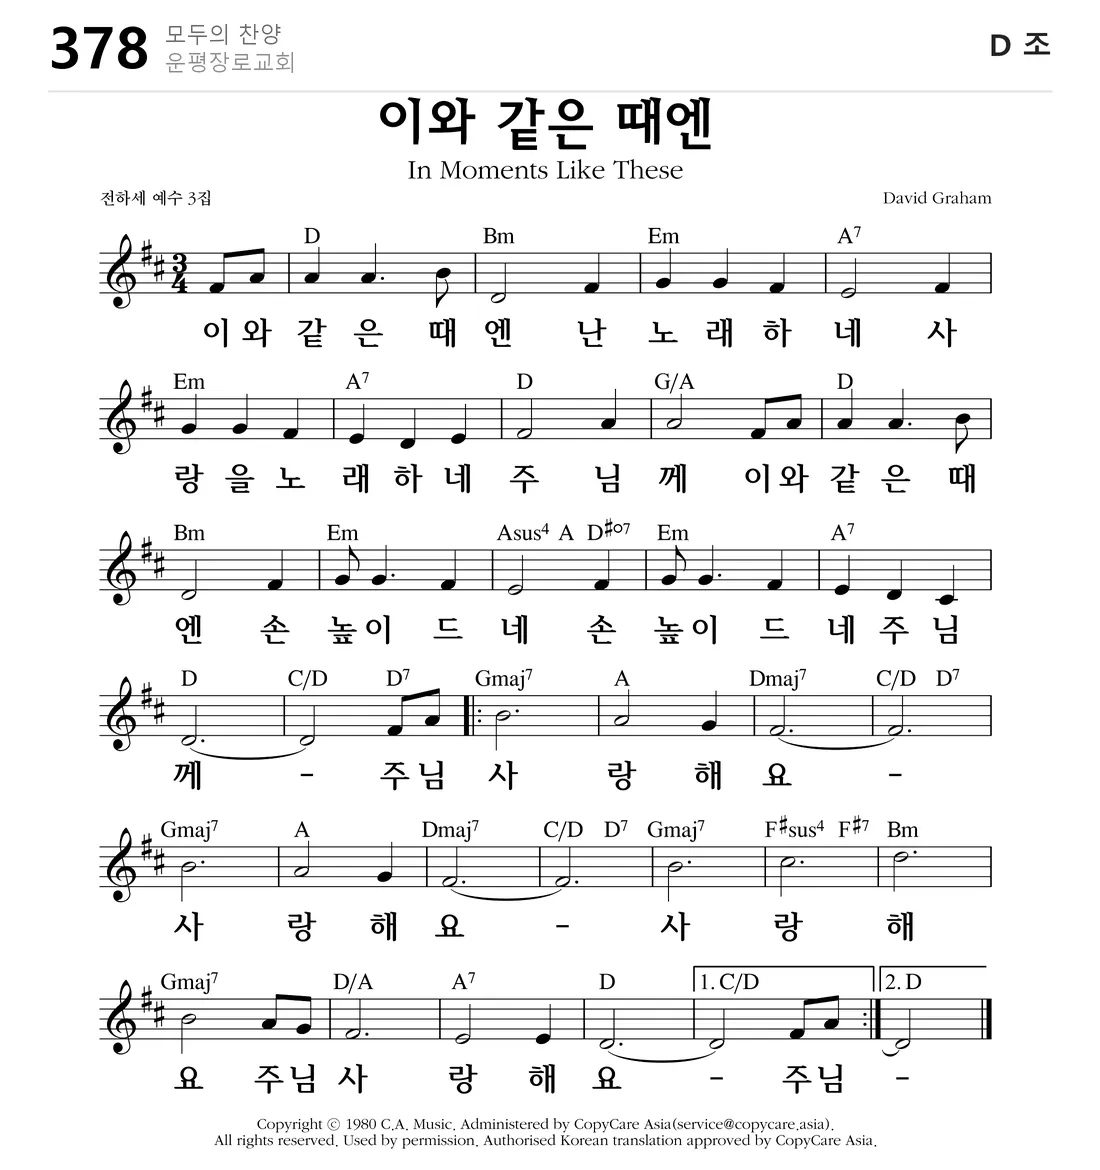 378
모두의 찬양
운평장로교회
D 조
이와 같은 때엔
In Moments Like These
전하세 예수 3집
David Graham
D Bm Em A7
이 와 같 은 때 엔 난 노 래 하 네 사
Em A7 D G/A D
랑 을 노 래 하 네 주 님 께 이 와 같 은 때
Bm Em Asus4 A D#o7 Em A7
엔 손 높 이 드 네 손 높 이 드 네 주 님
D C/D D7 Gmaj7 A Dmaj7 C/D D7
께 - 주 님 사 랑 해 요 -
Gmaj7 A Dmaj7 C/D D7 Gmaj7 F#sus4 F#7 Bm
사 랑 해 요 - 사 랑 해
Gmaj7 D/A A7 D 1. C/D 2. D
요 주 님 사 랑 해 요 - 주 님 -
Copyright ⓒ 1980 C.A. Music. Administered by CopyCare Asia(service@copycare.asia).
All rights reserved. Used by permission. Authorised Korean translation approved by CopyCare Asia.